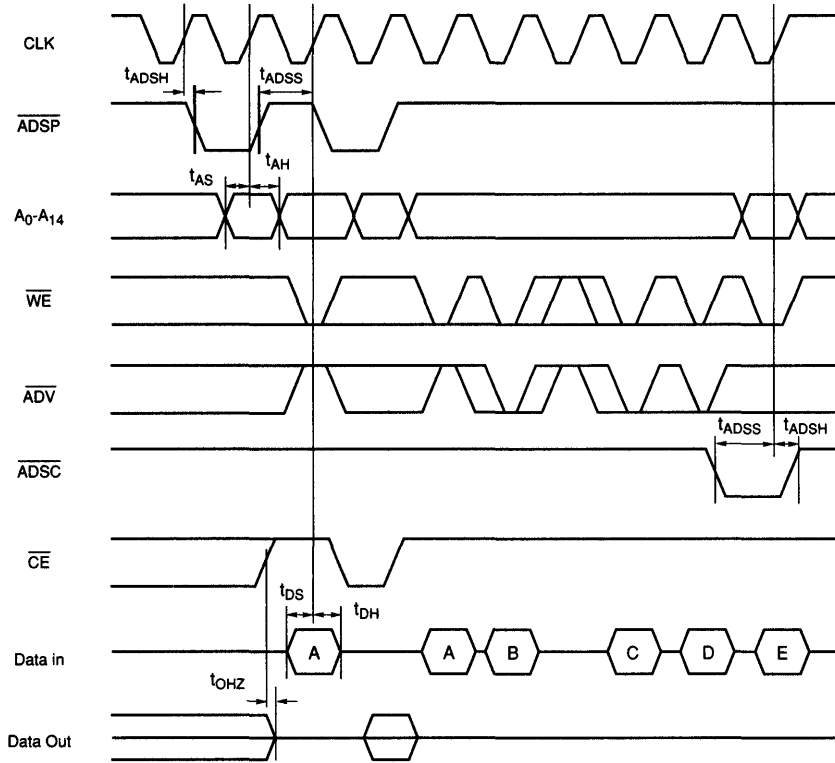 CLK
tADSH
tADSS
ADSP
tAS
tAH
A0-A14
WE
ADV
tADSS
tADSH
ADSC
CE
tDS
tDH
Data in
A
A
B
C
D
E
tOHZ
Data Out